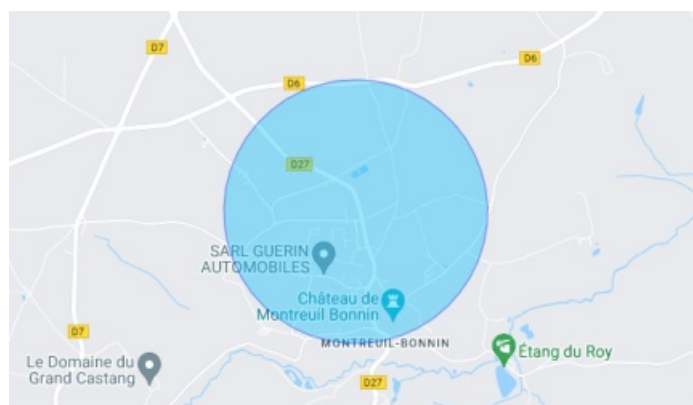 D7
D6
D6
D27
SARL GUERIN
AUTOMOBILES
Château de
Montreuil Bonnin
MONTREUIL-BONNIN
D7
Étang du Roy
Le Domaine du
Grand Castang
D27